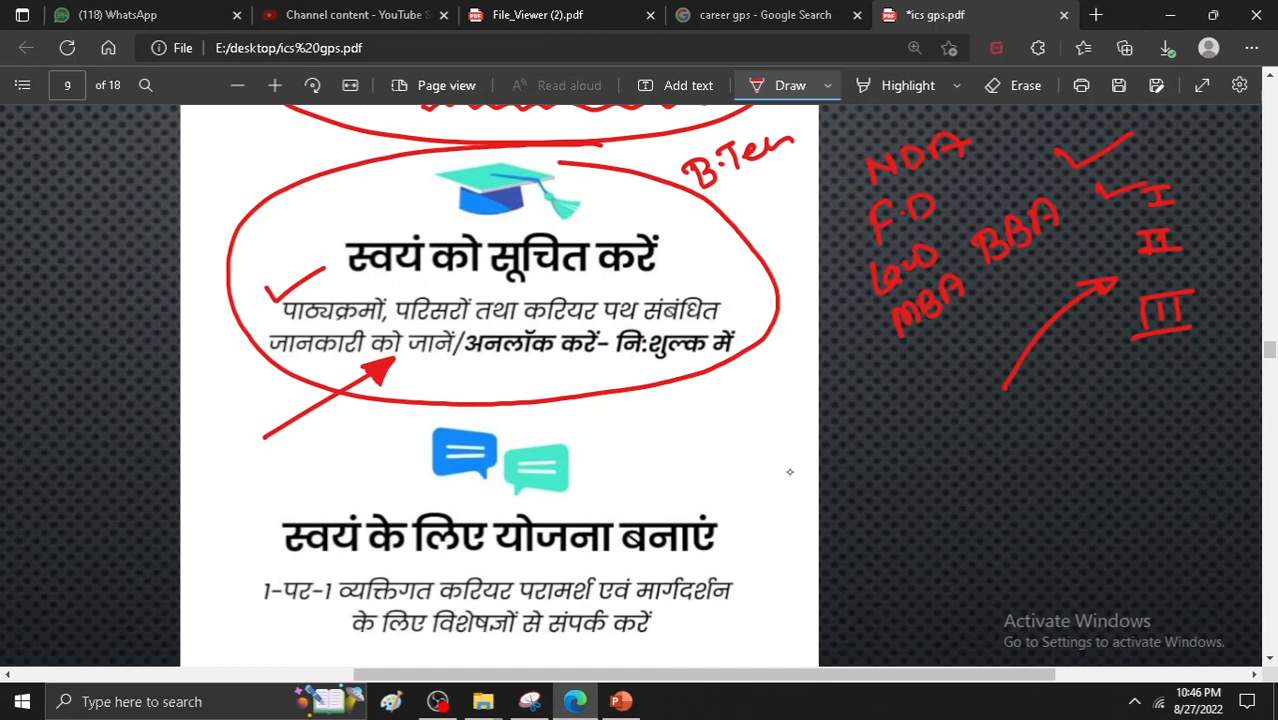 (118) WhatsApp
Channel content - YouTube S
File_Viewer (2).pdf
career gps - Google Search
*ics gps.pdf
File
E:/desktop/ics%20gps.pdf
9 of 18
Page view
Read aloud
Add text
Draw
Highlight
Erase
B.Tech
NDA
F.D
Law BBA
MBA
I
II
III
स्वयं को सूचित करें
पाठ्यक्रमों, परिसरों तथा करियर पथ संबंधित
जानकारी को जानें/अनलॉक करें- नि:शुल्क में
स्वयं के लिए योजना बनाएं
1-पर-1 व्यक्तिगत करियर परामर्श एवं मार्गदर्शन
के लिए विशेषज्ञों से संपर्क करें
Activate Windows
Go to Settings to activate Windows.
Type here to search
10:46 PM
8/27/2022